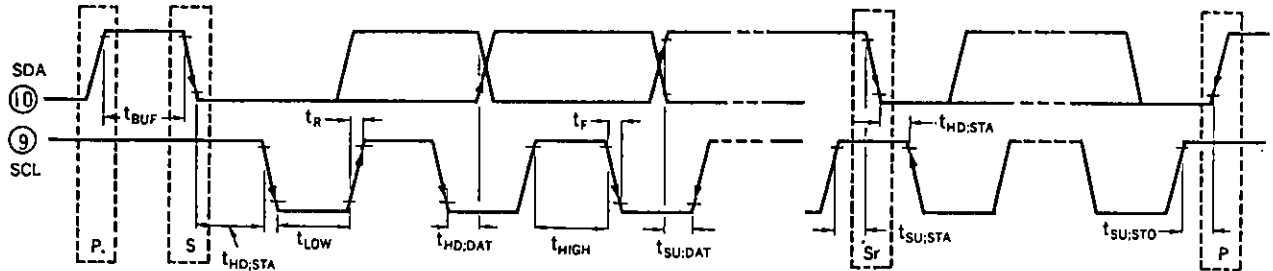 SDA
⑩
tBUF
tR
tF
tHD;STA
⑨
SCL
P.
S
tHD;STA
tLOW
tHD;DAT
tHIGH
tSU;DAT
Sr
tSU;STA
tSU;STO
P